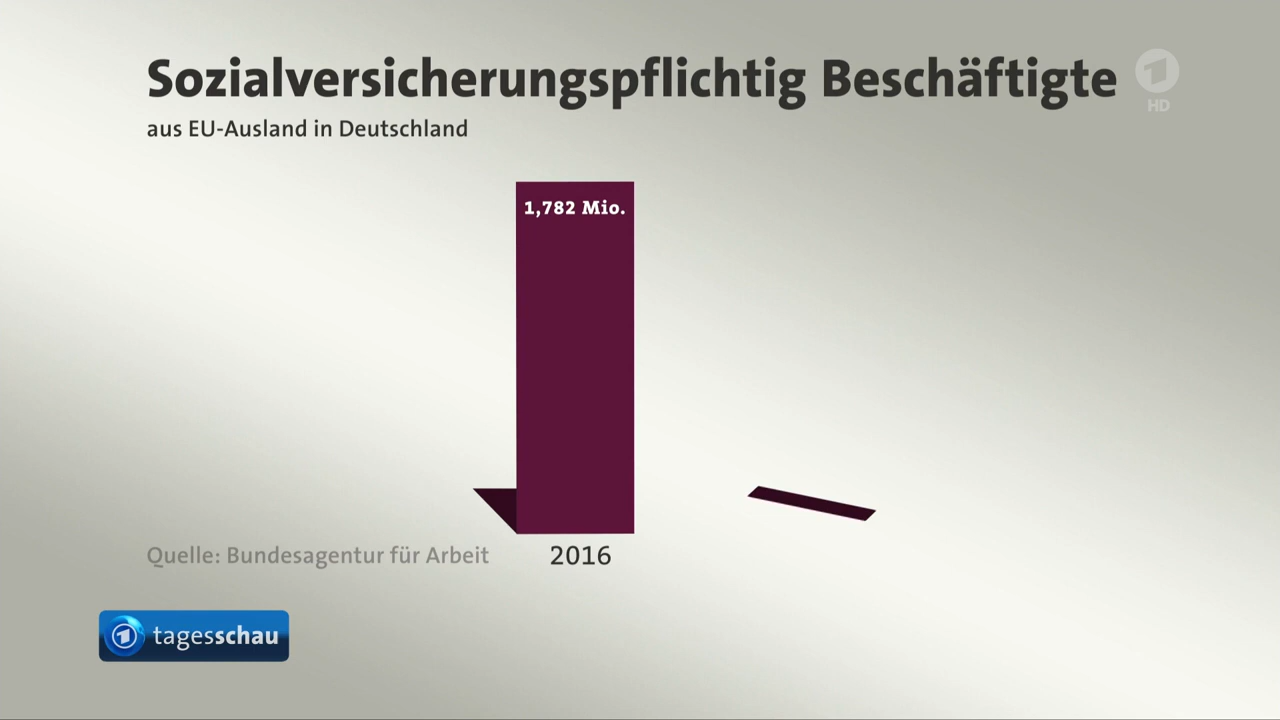 Sozialversicherungspflichtig Beschäftigte
HD
aus EU-Ausland in Deutschland
1,782 Mio.
Quelle: Bundesagentur für Arbeit
2016
tagesschau